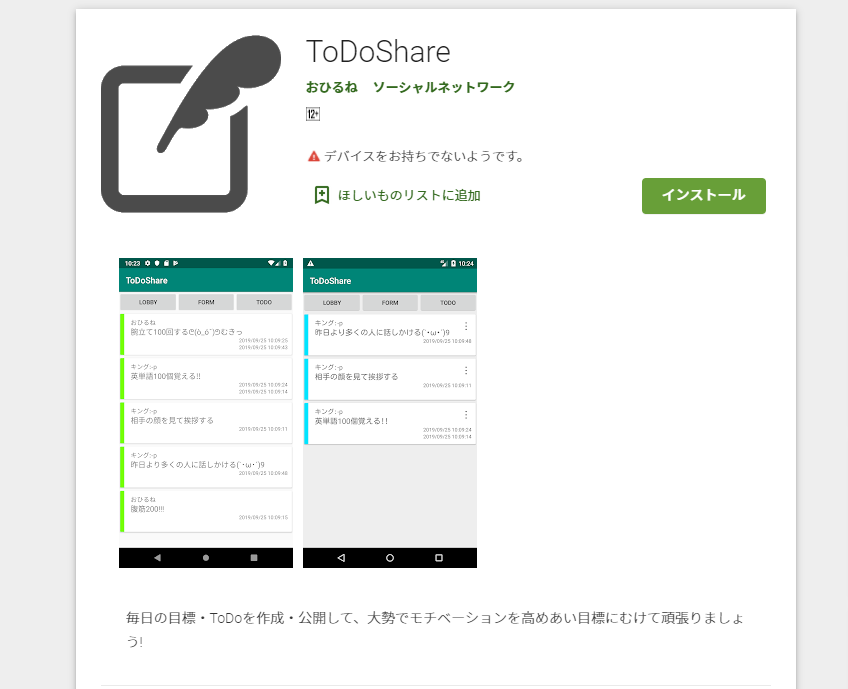 ToDoShare
おひるね ソーシャルネットワーク
12+
デバイスをお持ちでないようです。
ほしいものリストに追加
インストール
10:23
ToDoShare
LOBBY FORM TODO
おひるね
腕立て100回する
むきっ
2019/09/25 10:09:25
2019/09/25 10:09:43
キング:-p
英単語100個覚える!!
2019/09/25 10:09:24
2019/09/25 10:09:14
キング:-p
相手の顔を見て挨拶する
2019/09/25 10:09:11
キング:-p
昨日より多くの人に話しかける(`･ω･´)9
2019/09/25 10:09:48
おひるね
腹筋200!!!
2019/09/25 10:09:15
10:24
ToDoShare
LOBBY FORM TODO
キング:-p
昨日より多くの人に話しかける(`･ω･´)9
2019/09/25 10:09:48
キング:-p
相手の顔を見て挨拶する
2019/09/25 10:09:11
キング:-p
英単語100個覚える!!
2019/09/25 10:09:24
2019/09/25 10:09:14
毎日の目標・ToDoを作成・公開して、大勢でモチベーションを高めあい目標にむけて頑張りましょ
う!